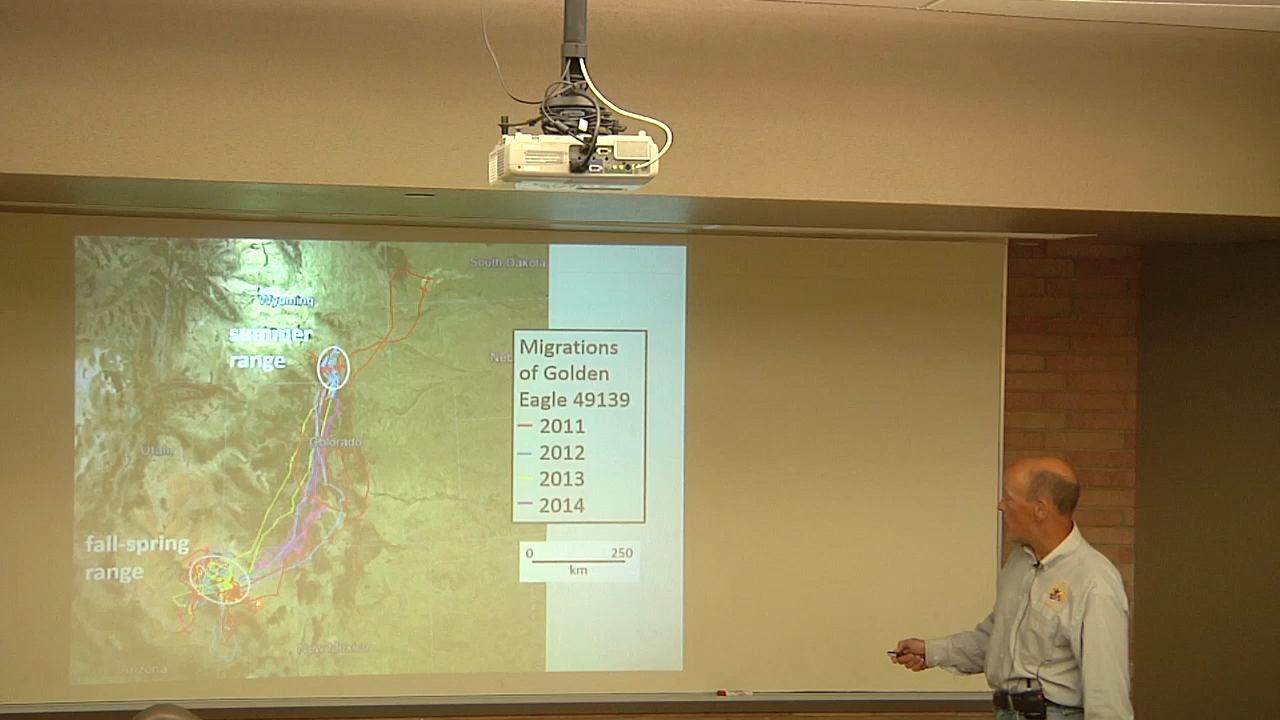 South Dakota
Wyoming
summer
range
Migrations
of Golden
Eagle 49139
2011
2012
2013
2014
Colorado
Utah
fall-spring
range
0 250
km
New Mexico
Arizona